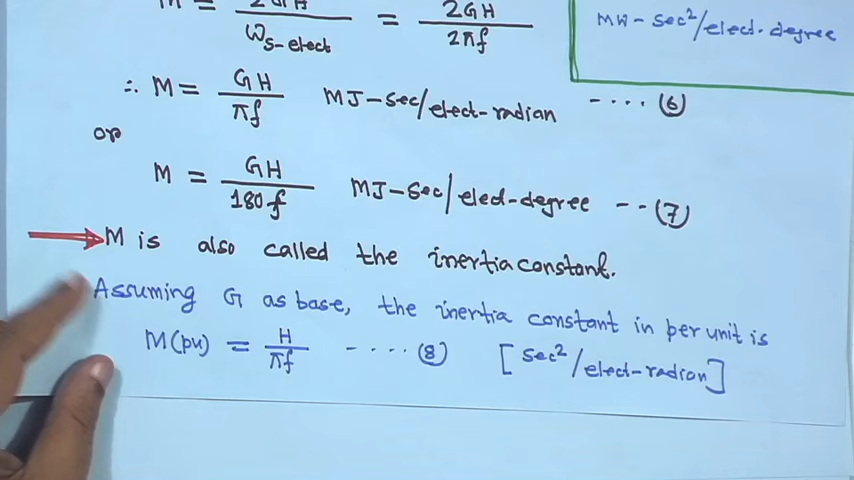 M = 2GH / ωs-elect = 2GH / 2πf
MW-sec²/elect.degree
∴ M = GH / πf MJ-sec/elect-radian -....(6)
or
M = GH / 180f MJ-sec/elect-degree --(7)
M is also called the inertia constant.
Assuming G as base, the inertia constant in per unit is
M(pu) = H / πf -....(8) [sec²/elect-radian]